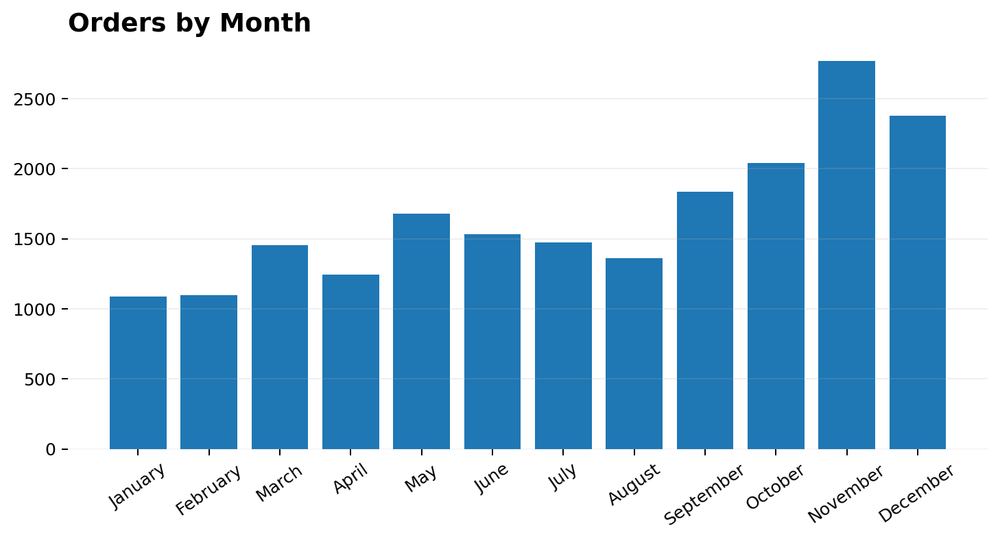 Orders by Month
2500
2000
1500
1000
500
0
January
February
March
April
May
June
July
August
September
October
November
December